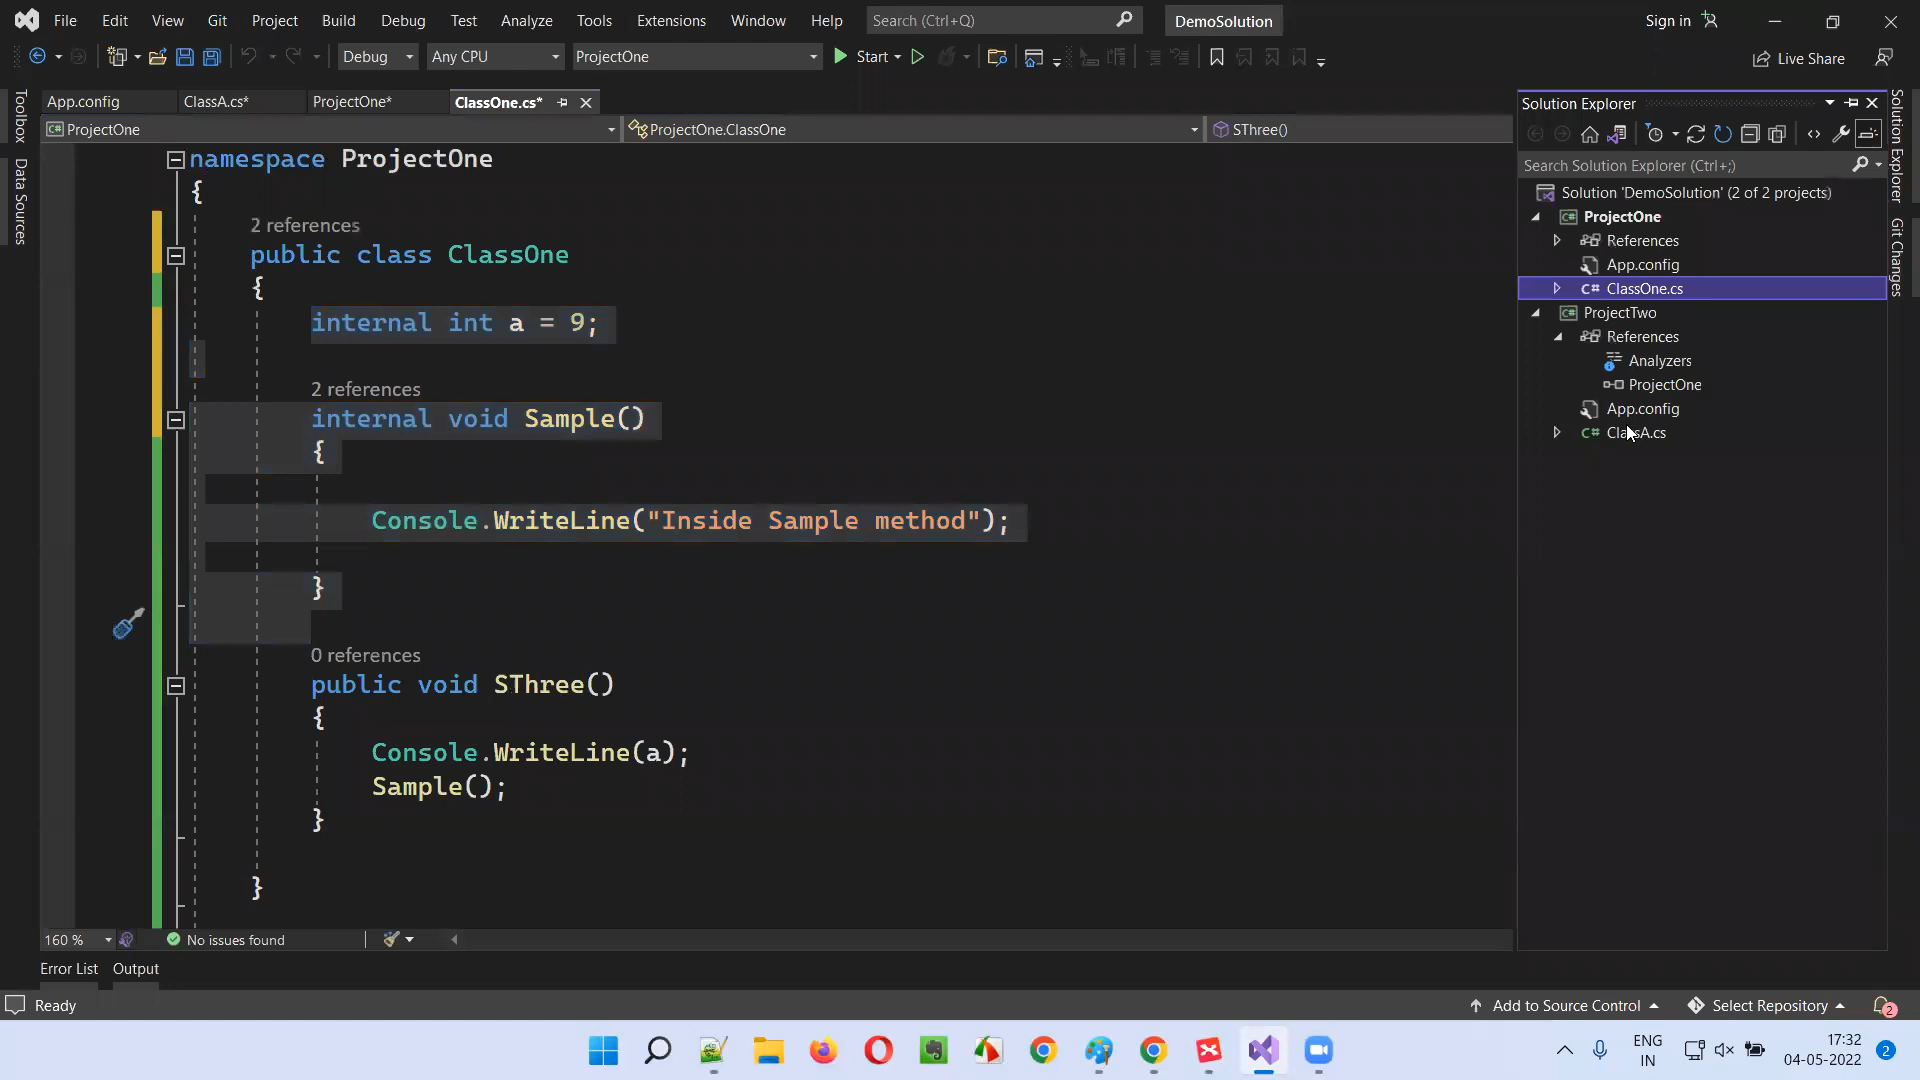 File Edit View Git Project Build Debug Test Analyze Tools Extensions Window Help Search (Ctrl+Q) DemoSolution Sign in
Debug Any CPU ProjectOne Start Live Share
App.config ClassA.cs* ProjectOne* ClassOne.cs*
ProjectOne ProjectOne.ClassOne SThree()
Toolbox
Data Sources
namespace ProjectOne
{
2 references
public class ClassOne
{
internal int a = 9;
2 references
internal void Sample()
{
Console.WriteLine("Inside Sample method");
}
0 references
public void SThree()
{
Console.WriteLine(a);
Sample();
}
}
160 % No issues found
Solution Explorer
Search Solution Explorer (Ctrl+;)
Solution 'DemoSolution' (2 of 2 projects)
ProjectOne
References
App.config
C# ClassOne.cs
ProjectTwo
References
Analyzers
ProjectOne
App.config
C# ClassA.cs
Solution Explorer
Git Changes
Error List Output
Ready Add to Source Control Select Repository 2
ENG
IN
17:32
04-05-2022
2